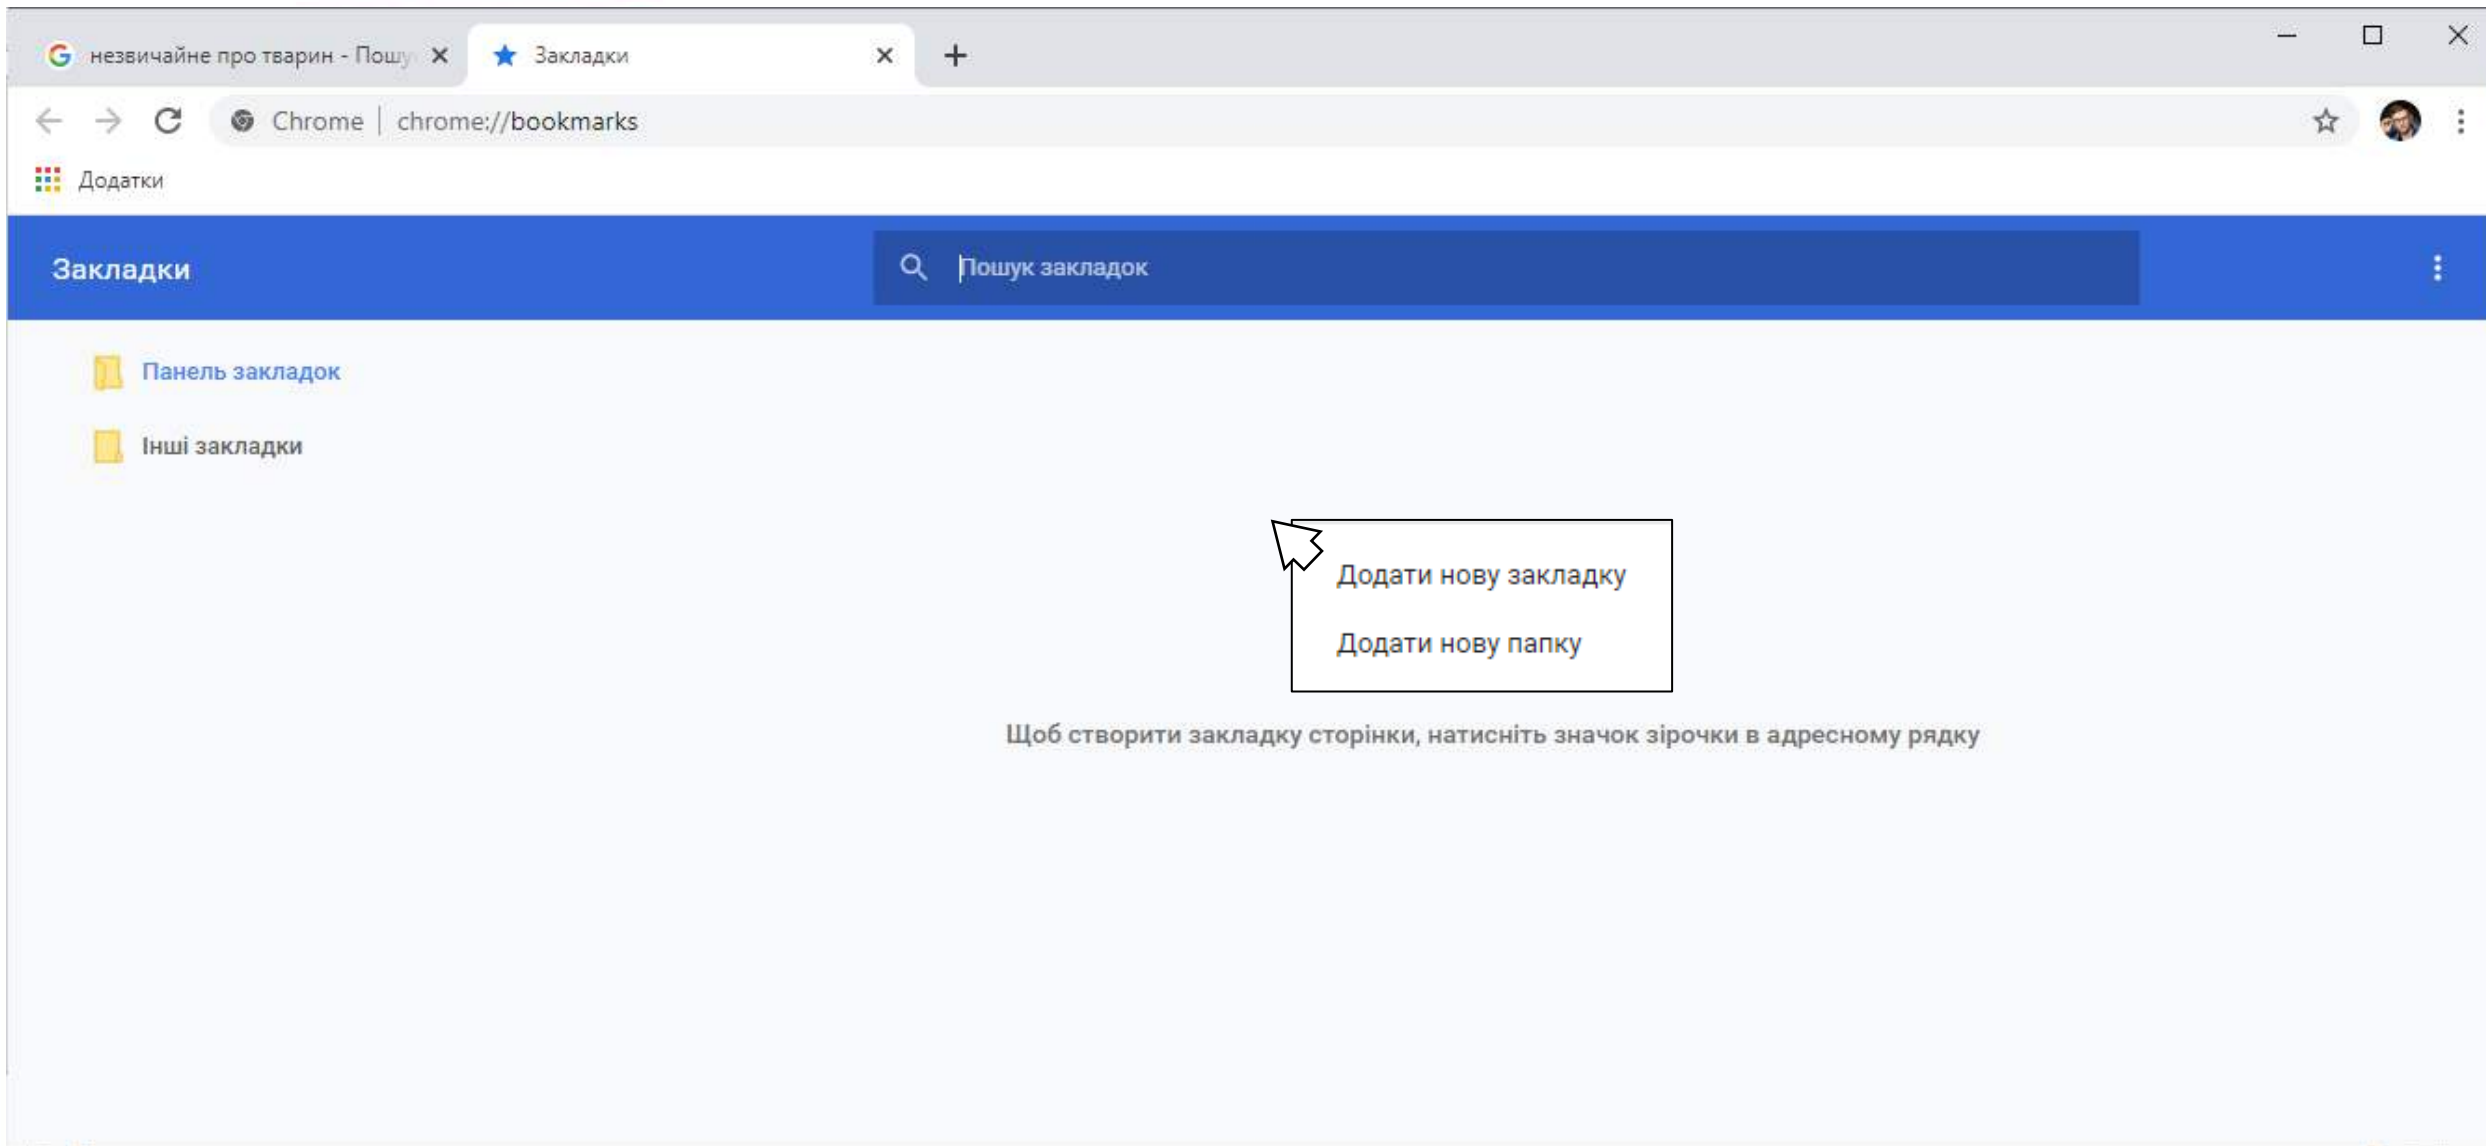 незвичайне про тварин - Пошу
Закладки
Chrome | chrome://bookmarks
Додатки
Закладки
Пошук закладок
Панель закладок
Інші закладки
Додати нову закладку
Додати нову папку
Щоб створити закладку сторінки, натисніть значок зірочки в адресному рядку